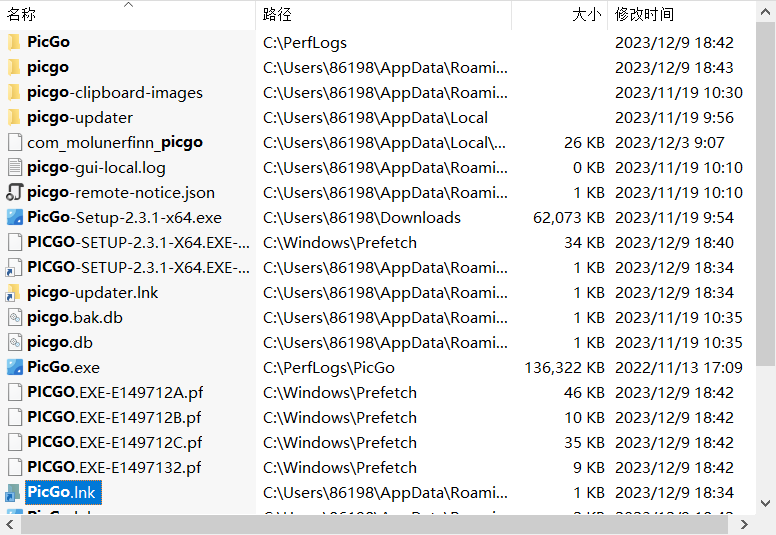 名称 路径 大小 修改时间
PicGo C:\PerfLogs 2023/12/9 18:42
picgo C:\Users\86198\AppData\Roami... 2023/12/9 18:43
picgo-clipboard-images C:\Users\86198\AppData\Roami... 2023/11/19 10:30
picgo-updater C:\Users\86198\AppData\Local 2023/11/19 9:56
com_molunerfinn_picgo C:\Users\86198\AppData\Local\... 26 KB 2023/12/3 9:07
picgo-gui-local.log C:\Users\86198\AppData\Roami... 0 KB 2023/11/19 10:10
picgo-remote-notice.json C:\Users\86198\AppData\Roami... 1 KB 2023/11/19 10:10
PicGo-Setup-2.3.1-x64.exe C:\Users\86198\Downloads 62,073 KB 2023/11/19 9:54
PICGO-SETUP-2.3.1-X64.EXE-... C:\Windows\Prefetch 34 KB 2023/12/9 18:40
PICGO-SETUP-2.3.1-X64.EXE-... C:\Users\86198\AppData\Roami... 1 KB 2023/12/9 18:34
picgo-updater.lnk C:\Users\86198\AppData\Roami... 1 KB 2023/12/9 18:34
picgo.bak.db C:\Users\86198\AppData\Roami... 1 KB 2023/11/19 10:35
picgo.db C:\Users\86198\AppData\Roami... 1 KB 2023/11/19 10:35
PicGo.exe C:\PerfLogs\PicGo 136,322 KB 2022/11/13 17:09
PICGO.EXE-E149712A.pf C:\Windows\Prefetch 46 KB 2023/12/9 18:42
PICGO.EXE-E149712B.pf C:\Windows\Prefetch 10 KB 2023/12/9 18:42
PICGO.EXE-E149712C.pf C:\Windows\Prefetch 35 KB 2023/12/9 18:42
PICGO.EXE-E1497132.pf C:\Windows\Prefetch 9 KB 2023/12/9 18:42
PicGo.lnk C:\Users\86198\AppData\Roami... 1 KB 2023/12/9 18:34